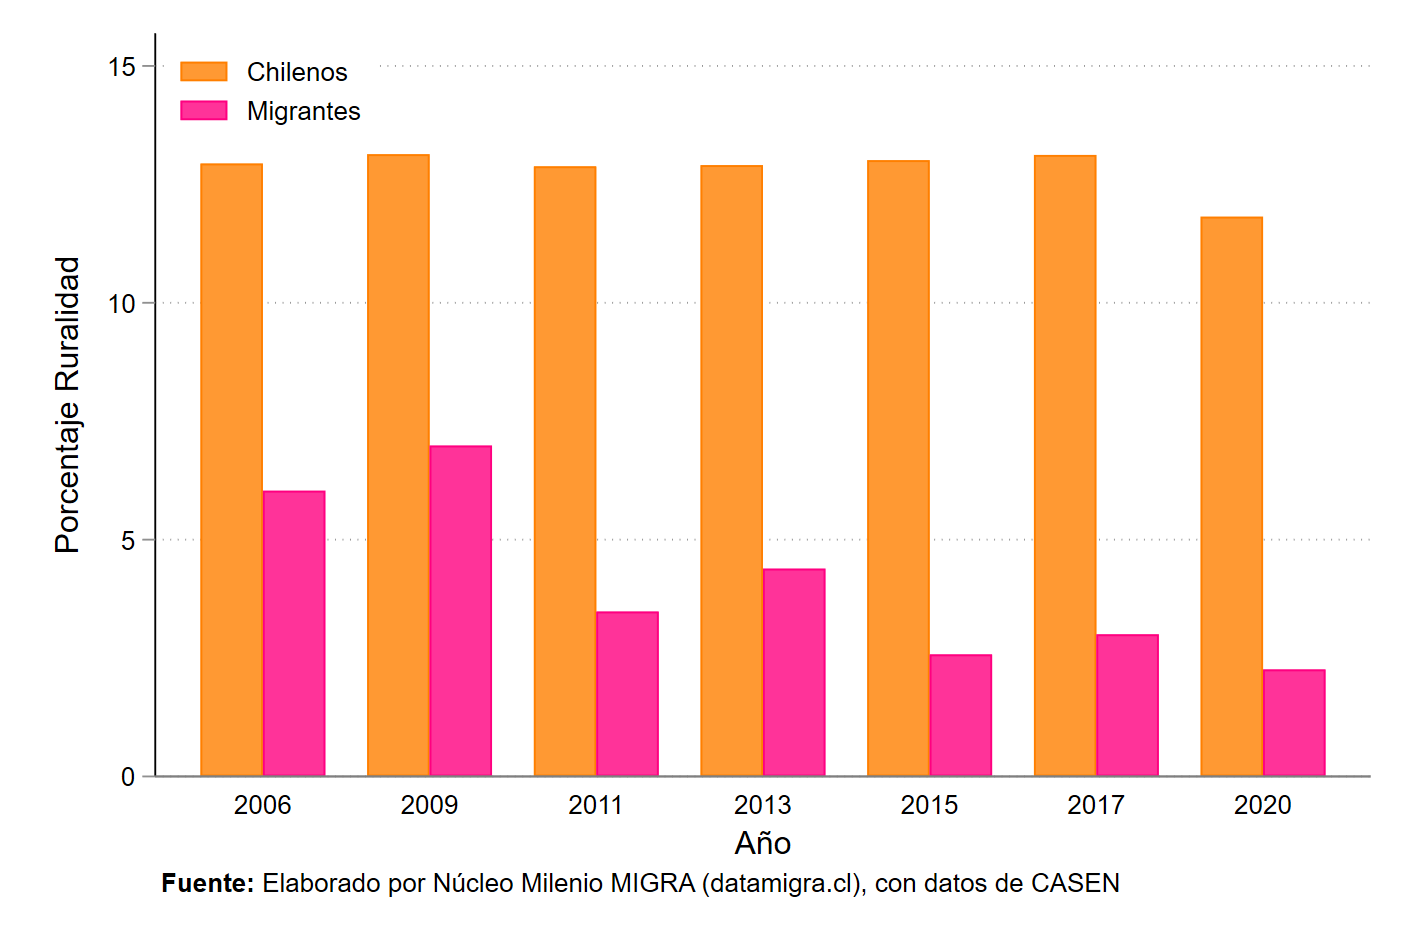 Chilenos
Migrantes
Porcentaje Ruralidad
15
10
5
0
2006 2009 2011 2013 2015 2017 2020
Año
Fuente: Elaborado por Núcleo Milenio MIGRA (datamigra.cl), con datos de CASEN